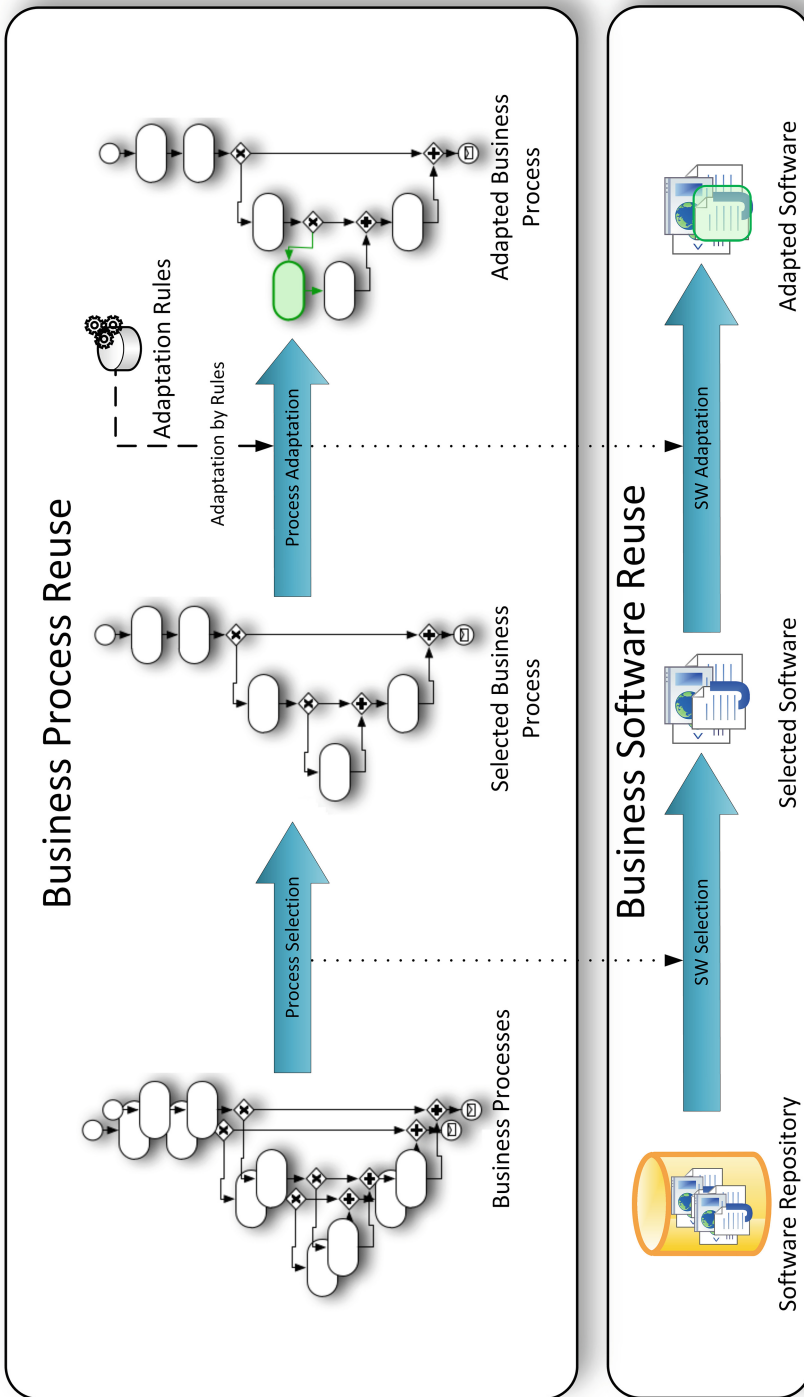 Business Process Reuse
Adaptation Rules
Adaptation by Rules
Process Selection
Process Adaptation
Business Processes
Selected Business
Process
Adapted Business
Process
Business Software Reuse
SW Selection
SW Adaptation
Software Repository
Selected Software
Adapted Software